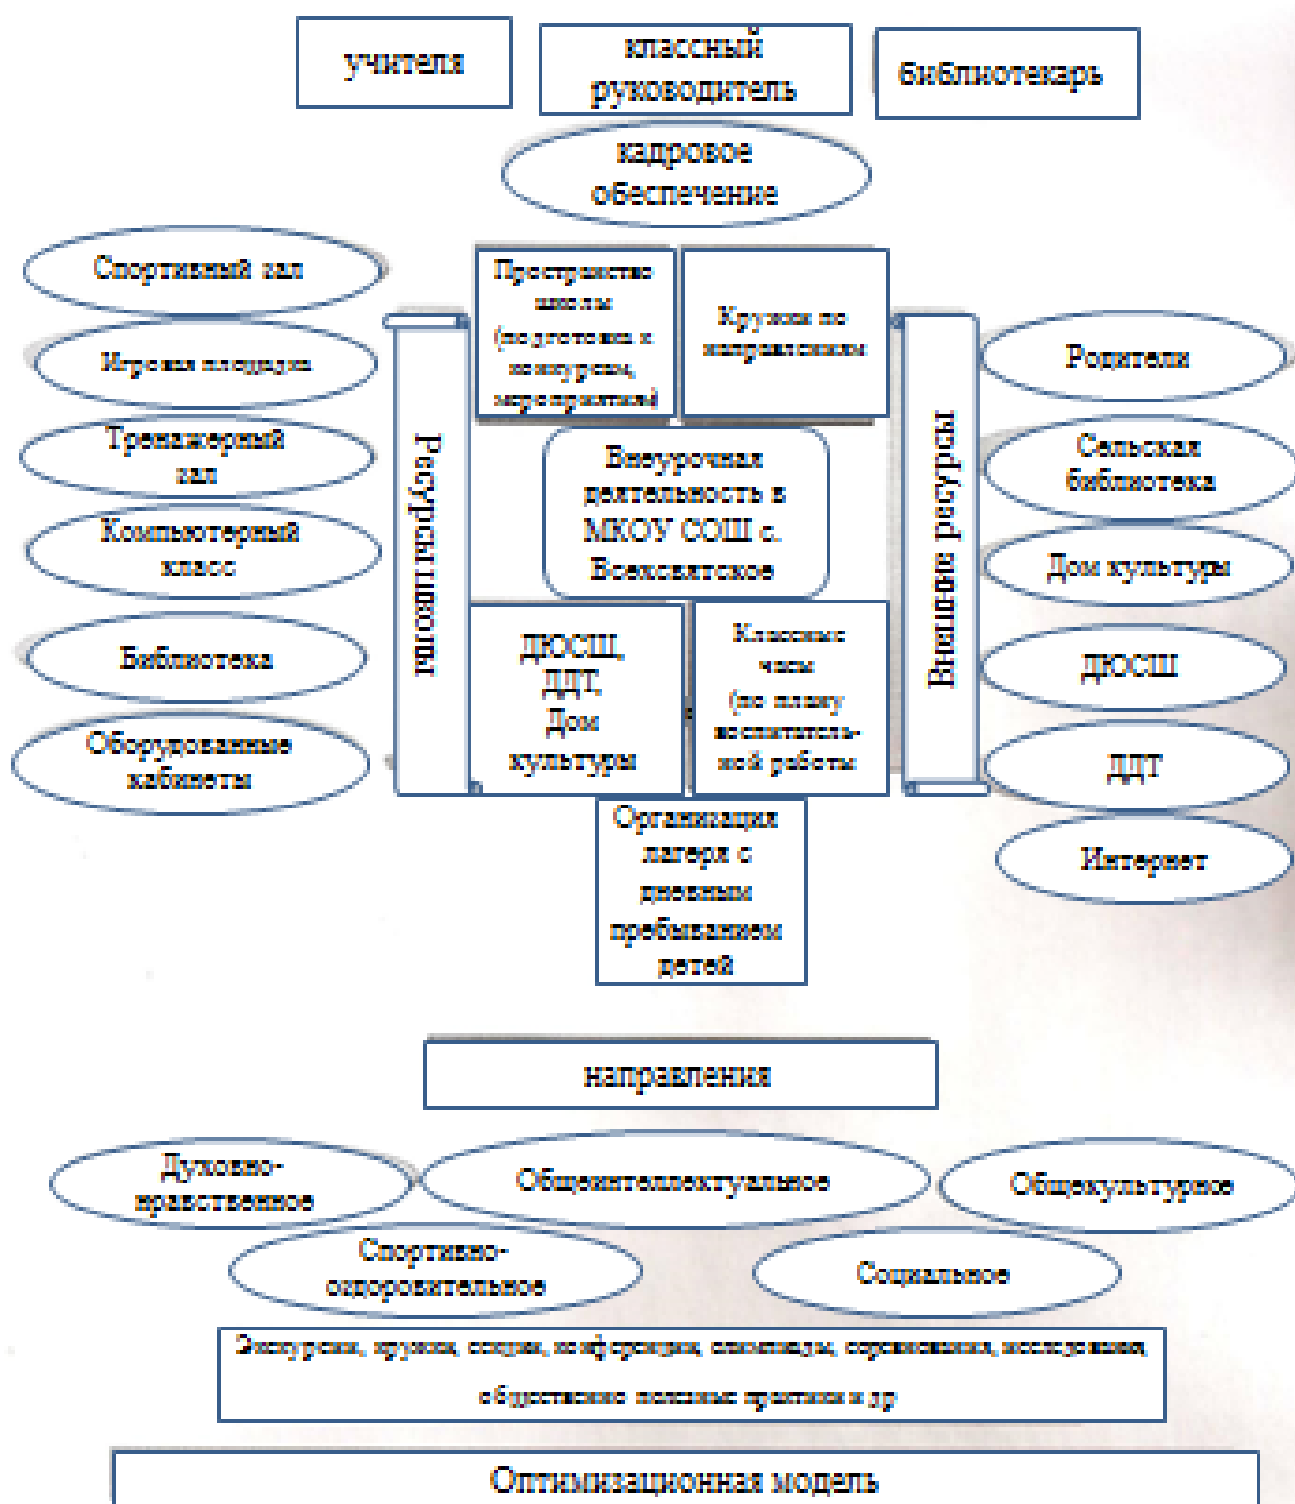 учителя
классный
руководитель
библиотекарь
кадровое
обеспечение
Спортивный зал
Игровая площадка
Тренажерный
зал
Компьютерный
класс
Библиотека
Оборудованные
кабинеты
Ресурсы школы
Пространство
школы
(подготовка к
конкурсам,
мероприятиям)
Кружки по
направлениям
Внеурочная
деятельность в
МКОУ СОШ с.
Всехсвятское
ДЮСШ,
ДДТ,
Дом
культуры
Классные
часы
(по плану
воспитатель-
ной работы
Организация
лагеря с
дневным
пребыванием
детей
Внешние ресурсы
Родители
Сельская
библиотека
Дом культуры
ДЮСШ
ДДТ
Интернет
направления
Духовно-
нравственное
Общеинтеллектуальное
Общекультурное
Спортивно-
оздоровительное
Социальное
Экскурсии, кружки, секции, конференции, олимпиады, соревнования, исследования,
общественно полезные практики и др
Оптимизационная модель